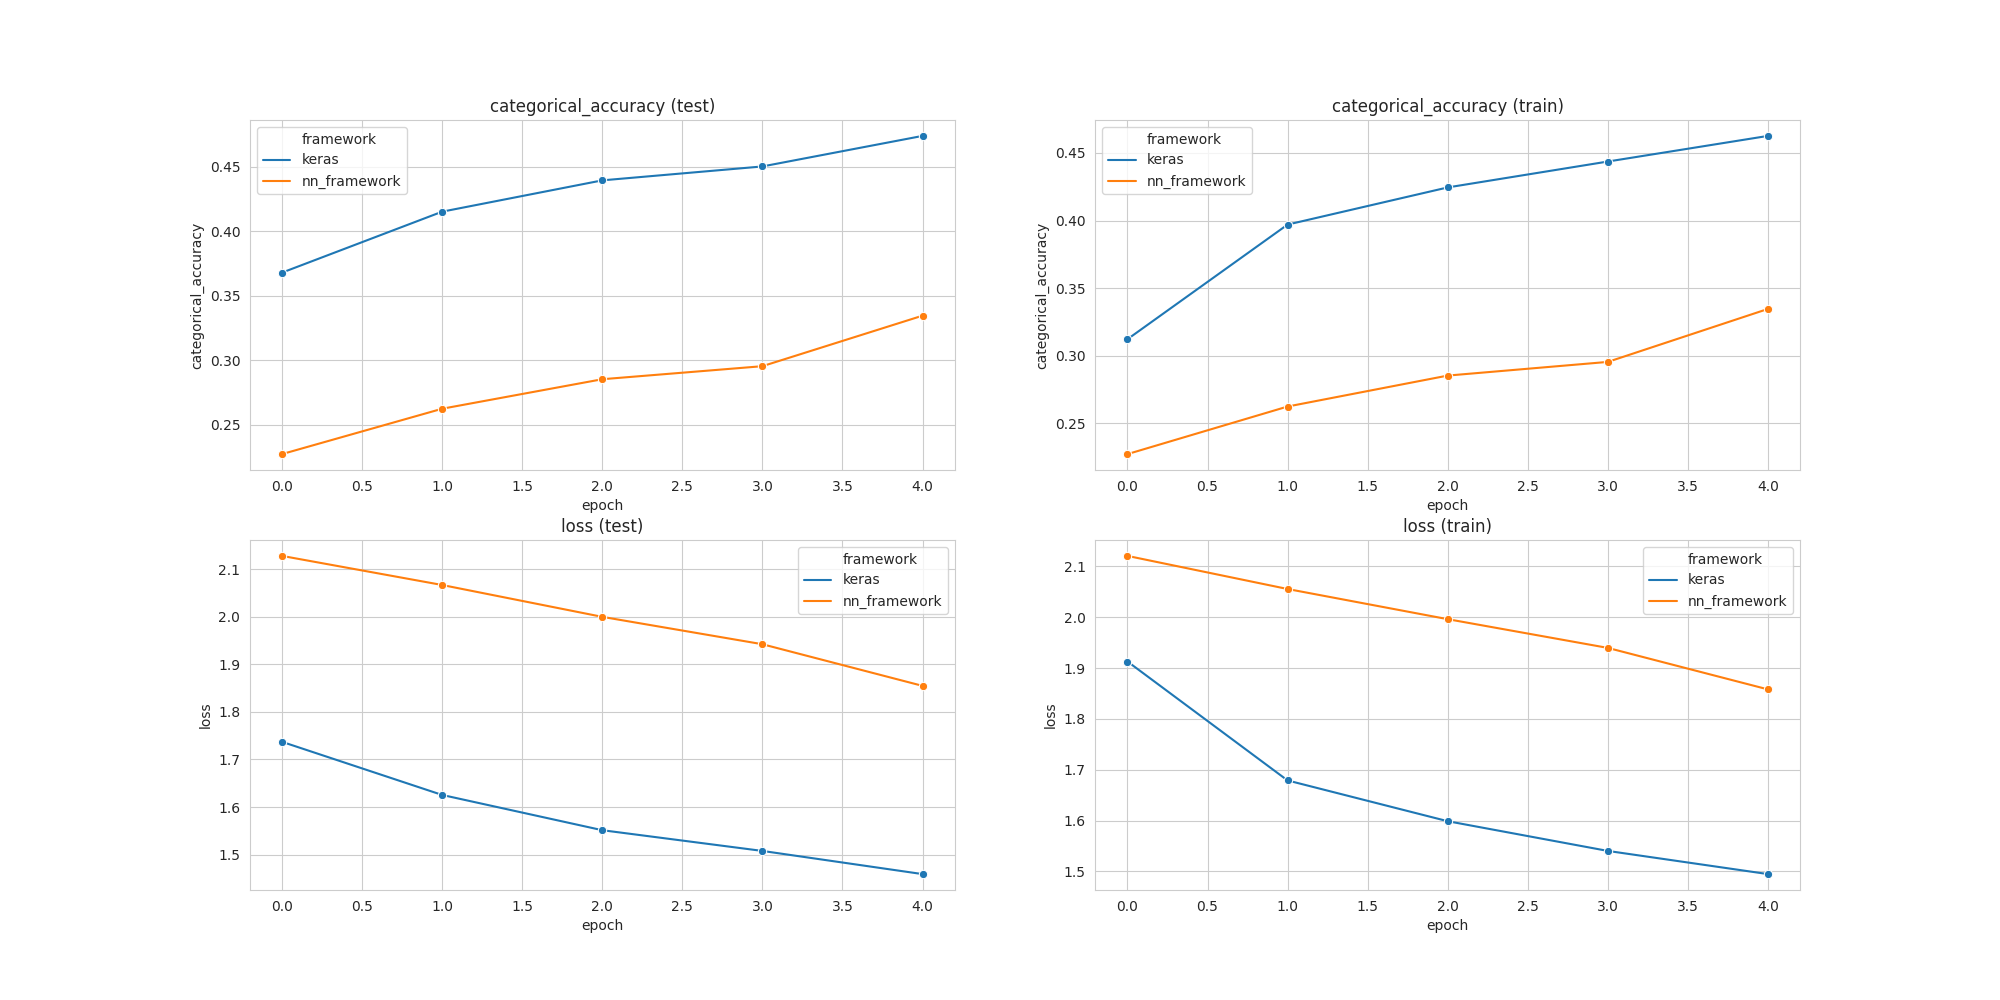 categorical_accuracy (test)
framework
keras
nn_framework
categorical_accuracy
0.45
0.40
0.35
0.30
0.25
0.0 0.5 1.0 1.5 2.0 2.5 3.0 3.5 4.0
epoch
categorical_accuracy (train)
framework
keras
nn_framework
categorical_accuracy
0.45
0.40
0.35
0.30
0.25
0.0 0.5 1.0 1.5 2.0 2.5 3.0 3.5 4.0
epoch
loss (test)
framework
keras
nn_framework
loss
2.1
2.0
1.9
1.8
1.7
1.6
1.5
0.0 0.5 1.0 1.5 2.0 2.5 3.0 3.5 4.0
epoch
loss (train)
framework
keras
nn_framework
loss
2.1
2.0
1.9
1.8
1.7
1.6
1.5
0.0 0.5 1.0 1.5 2.0 2.5 3.0 3.5 4.0
epoch